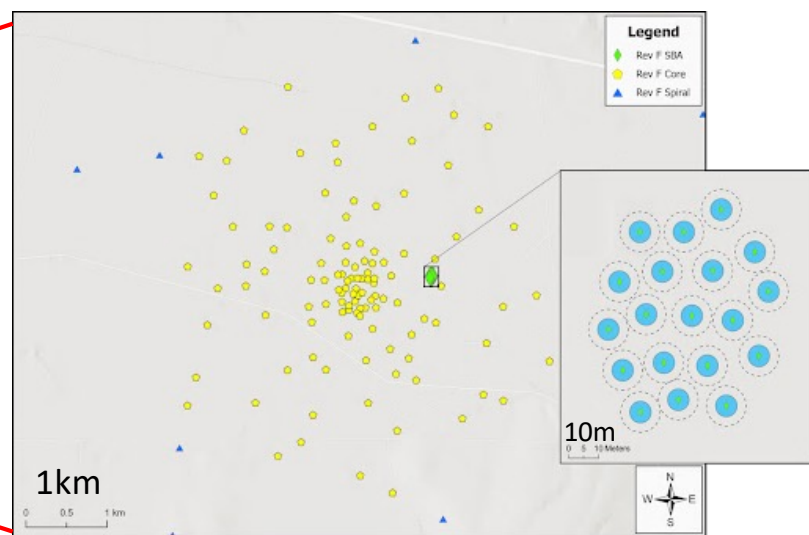 Legend
Rev F SBA
Rev F Core
Rev F Spiral
10m
0 5 10 Meters
1km
0 0.5 1 km
N
W E
S